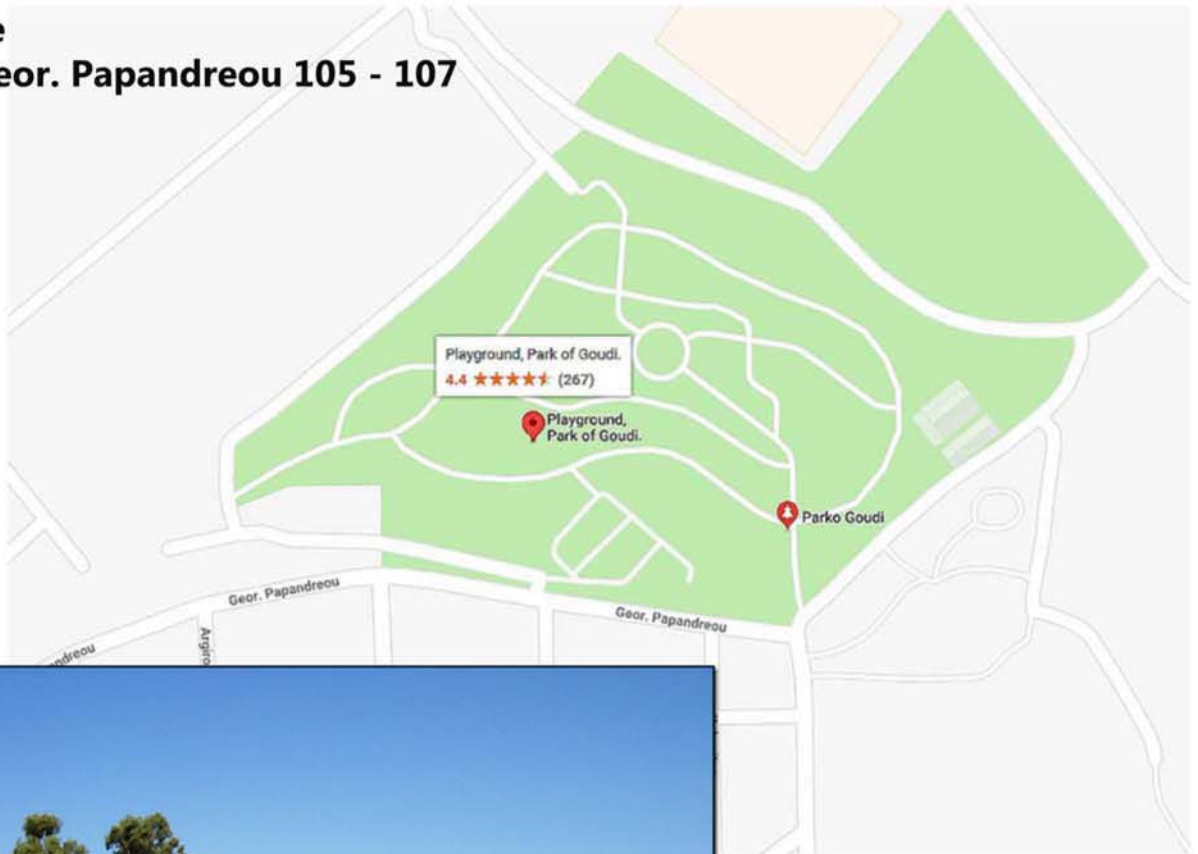 e
eor. Papandreou 105 - 107
Playground, Park of Goudi.
4.4 ★★★★★ (267)
Playground,
Park of Goudi.
Parko Goudi
Geor. Papandreou
Geor. Papandreou
ndreou
Argiro